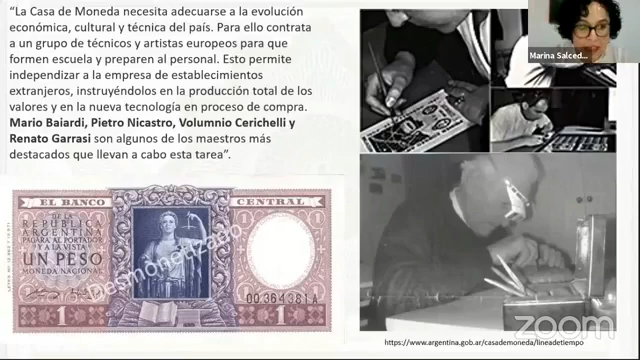 “La Casa de Moneda necesita adecuarse a la evolución
económica, cultural y técnica del país. Para ello contrata
a un grupo de técnicos y artistas europeos para que
formen escuela y preparen al personal. Esto permite
independizar a la empresa de establecimientos
extranjeros, instruyéndolos en la producción total de los
valores y en la nueva tecnología en proceso de compra.
Mario Baiardi, Pietro Nicastro, Volumnio Cerichelli y
Renato Garrasi son algunos de los maestros más
destacados que llevan a cabo esta tarea”.
Marina Salced...
EL BANCO CENTRAL
DE LA
REPUBLICA
ARGENTINA
PAGARA AL PORTADOR
Y A LA VISTA
UN PESO
MONEDA NACIONAL
Desmonetizado
00.364.381A
1
1
1
1
https://www.argentina.gob.ar/casademoneda/lineadetiempo
zoom